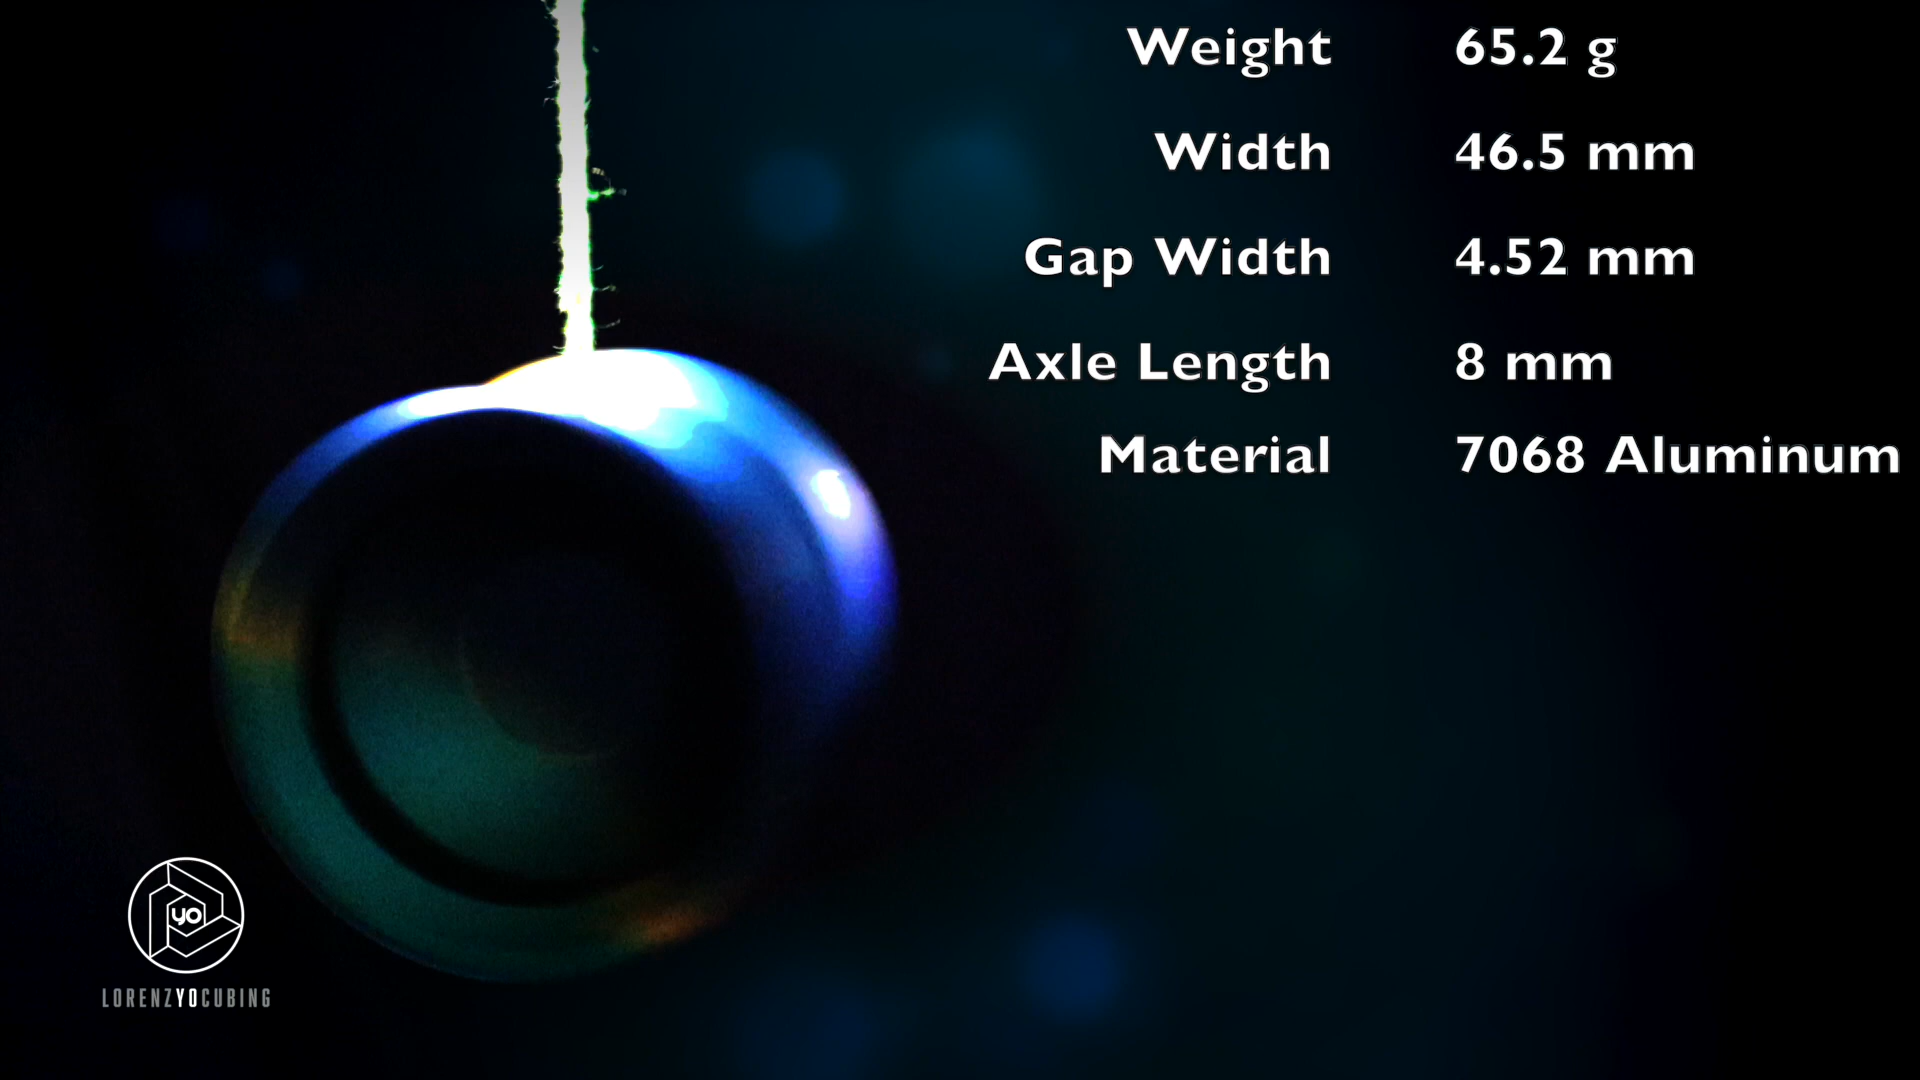 Weight 65.2 g
Width 46.5 mm
Gap Width 4.52 mm
Axle Length 8 mm
Material 7068 Aluminum
yo
LORENZYOCUBING